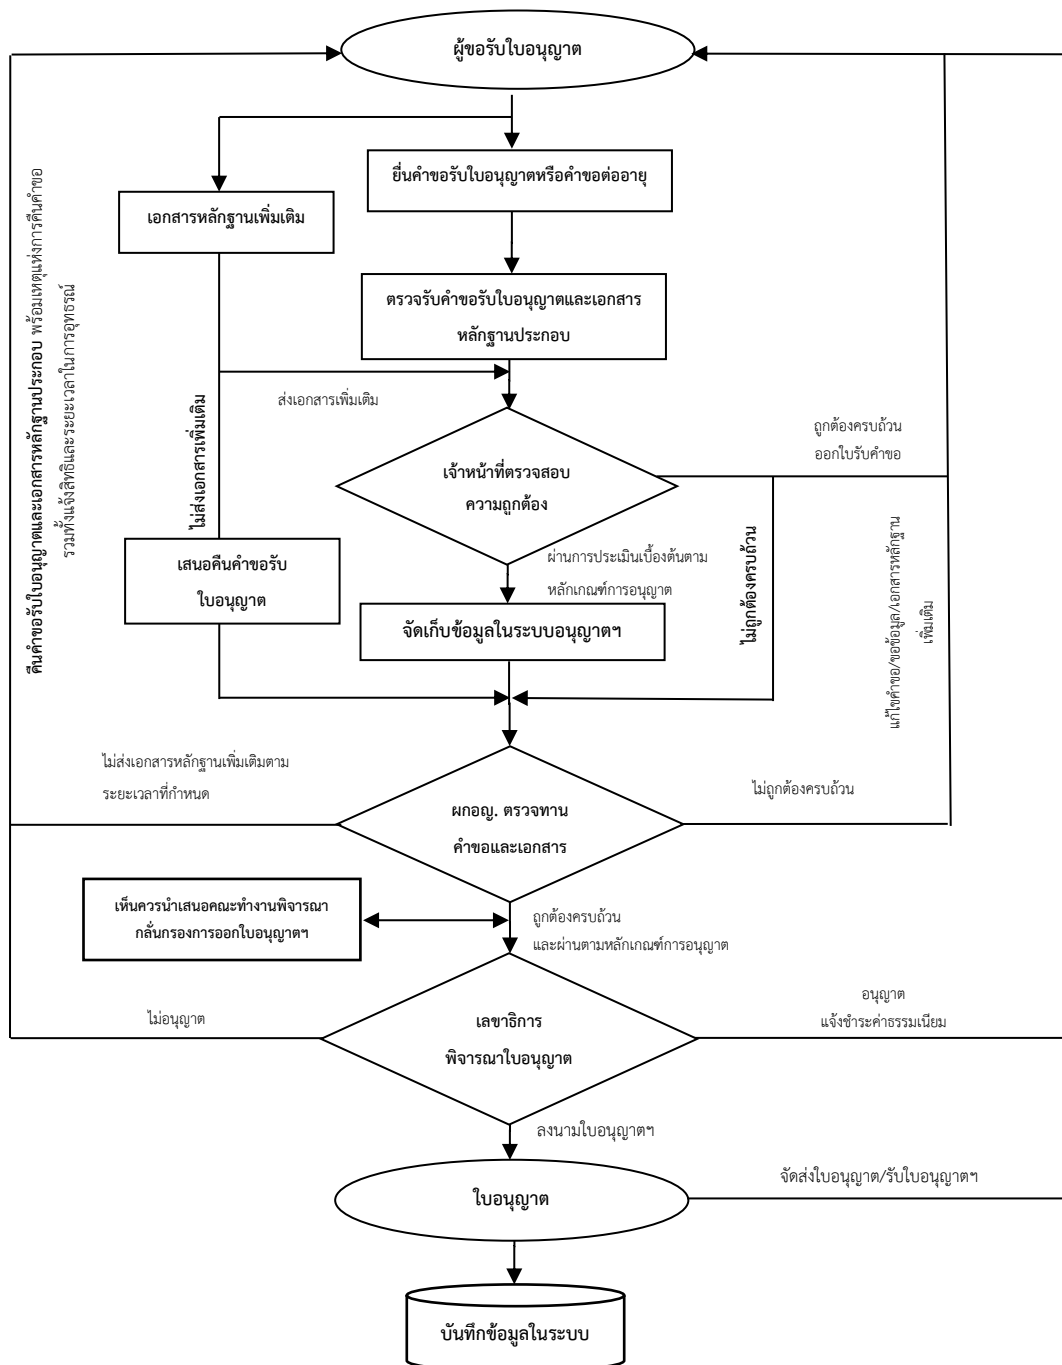 ผู้ขอรับใบอนุญาต
ยื่นคำขอรับใบอนุญาตหรือคำขอต่ออายุ
เอกสารหลักฐานเพิ่มเติม
ตรวจรับคำขอรับใบอนุญาตและเอกสาร
หลักฐานประกอบ
คืนคำขอรับใบอนุญาตและเอกสารหลักฐานประกอบ พร้อมเหตุแห่งการคืนคำขอ
รวมทั้งแจ้งสิทธิและระยะเวลาในการอุทธรณ์
ส่งเอกสารเพิ่มเติม
ไม่ส่งเอกสารเพิ่มเติม
ถูกต้องครบถ้วน
ออกใบรับคำขอ
เจ้าหน้าที่ตรวจสอบ
ความถูกต้อง
เสนอคืนคำขอรับ
ใบอนุญาต
ผ่านการประเมินเบื้องต้นตาม
หลักเกณฑ์การอนุญาต
ไม่ถูกต้องครบถ้วน
แก้ไขคำขอ/ขอข้อมูล/เอกสารหลักฐาน
เพิ่มเติม
จัดเก็บข้อมูลในระบบอนุญาตฯ
ไม่ส่งเอกสารหลักฐานเพิ่มเติมตาม
ระยะเวลาที่กำหนด
ไม่ถูกต้องครบถ้วน
ผกอญ. ตรวจทาน
คำขอและเอกสาร
เห็นควรนำเสนอคณะทำงานพิจารณา
กลั่นกรองการออกใบอนุญาตฯ
ถูกต้องครบถ้วน
และผ่านตามหลักเกณฑ์การอนุญาต
ไม่อนุญาต
อนุญาต
แจ้งชำระค่าธรรมเนียม
เลขาธิการ
พิจารณาใบอนุญาต
ลงนามใบอนุญาตฯ
จัดส่งใบอนุญาต/รับใบอนุญาตฯ
ใบอนุญาต
บันทึกข้อมูลในระบบ